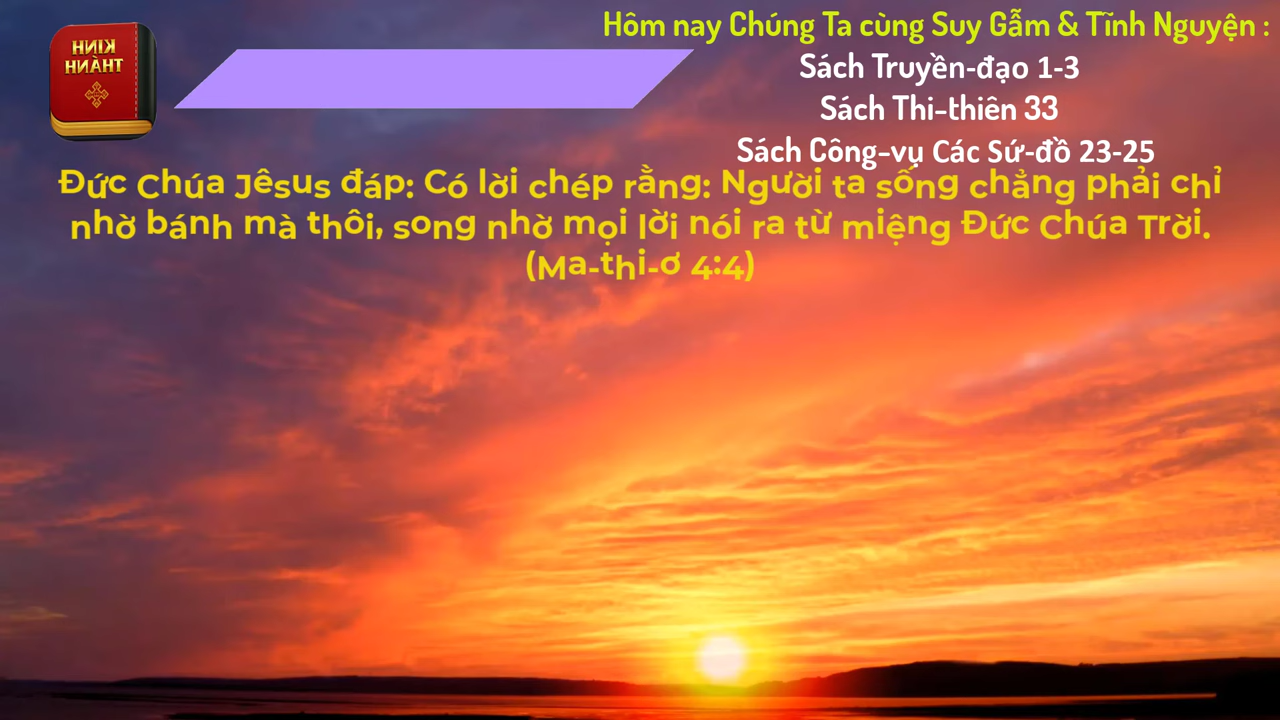 KINH
THÀNH
Hôm nay Chúng Ta cùng Suy Gẫm & Tĩnh Nguyện :
Sách Truyền-đạo 1-3
Sách Thi-thiên 33
Sách Công-vụ Các Sứ-đồ 23-25
Đức Chúa Jêsus đáp: Có lời chép rằng: Người ta sống chẳng phải chỉ
nhờ bánh mà thôi, song nhờ mọi lời nói ra từ miệng Đức Chúa Trời.
(Ma-thi-ơ 4:4)